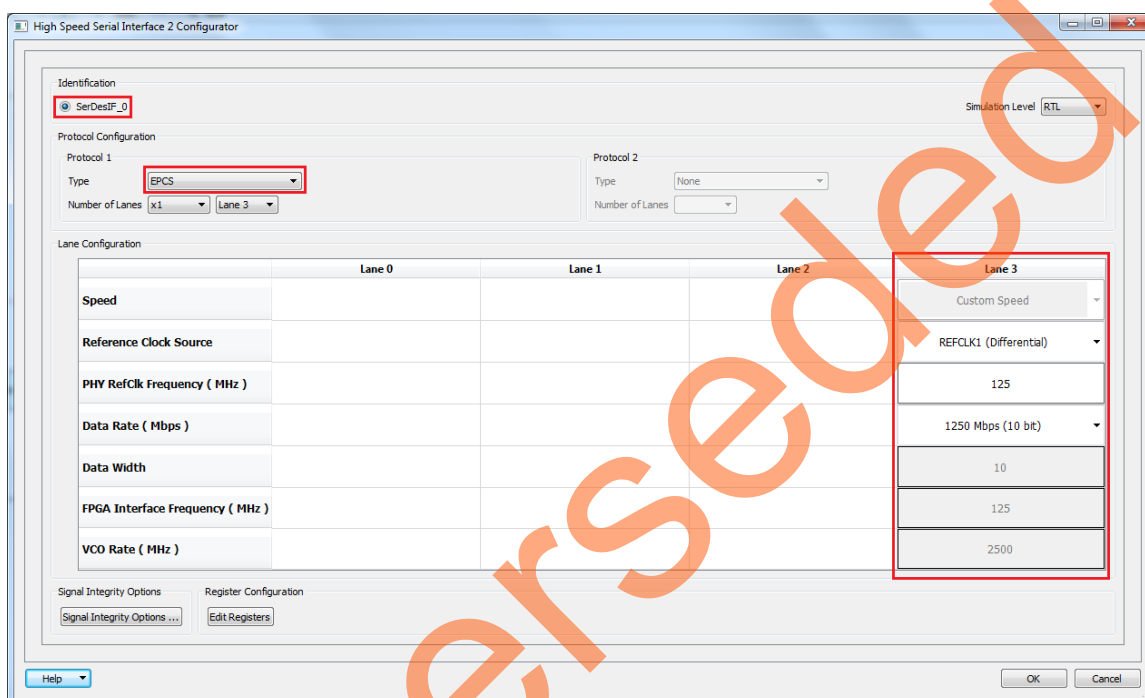 High Speed Serial Interface 2 Configurator
Identification
SerDesIF_0
Simulation Level RTL
Protocol Configuration
Protocol 1
Protocol 2
Type EPCS
Type None
Number of Lanes x1 Lane 3
Number of Lanes
Lane Configuration
Lane 0 Lane 1 Lane 2 Lane 3
Speed Custom Speed
Reference Clock Source REFCLK1 (Differential)
PHY RefClk Frequency ( MHz ) 125
Data Rate ( Mbps ) 1250 Mbps (10 bit)
Data Width 10
FPGA Interface Frequency ( MHz ) 125
VCO Rate ( MHz ) 2500
Signal Integrity Options Register Configuration
Signal Integrity Options ... Edit Registers
Help OK Cancel
erseded